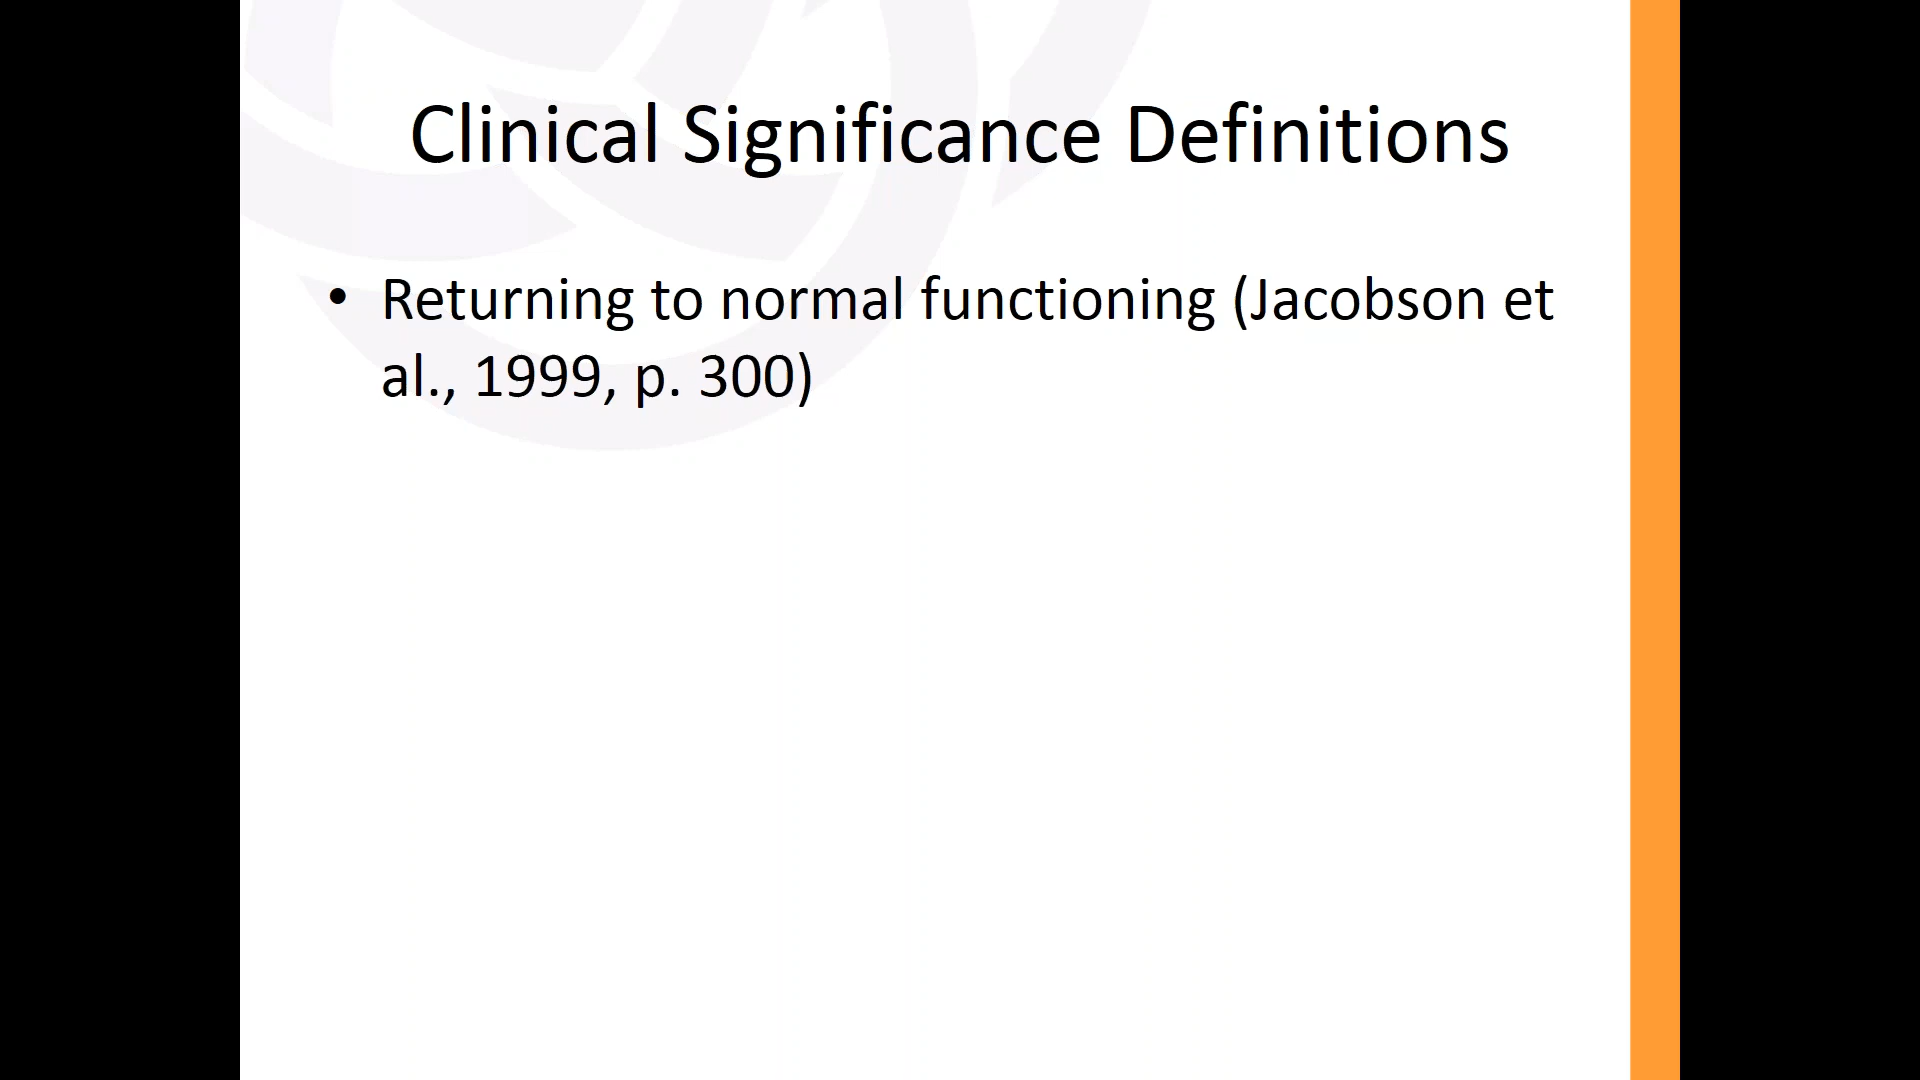 Clinical Significance Definitions
• Returning to normal functioning (Jacobson et
al., 1999, p. 300)